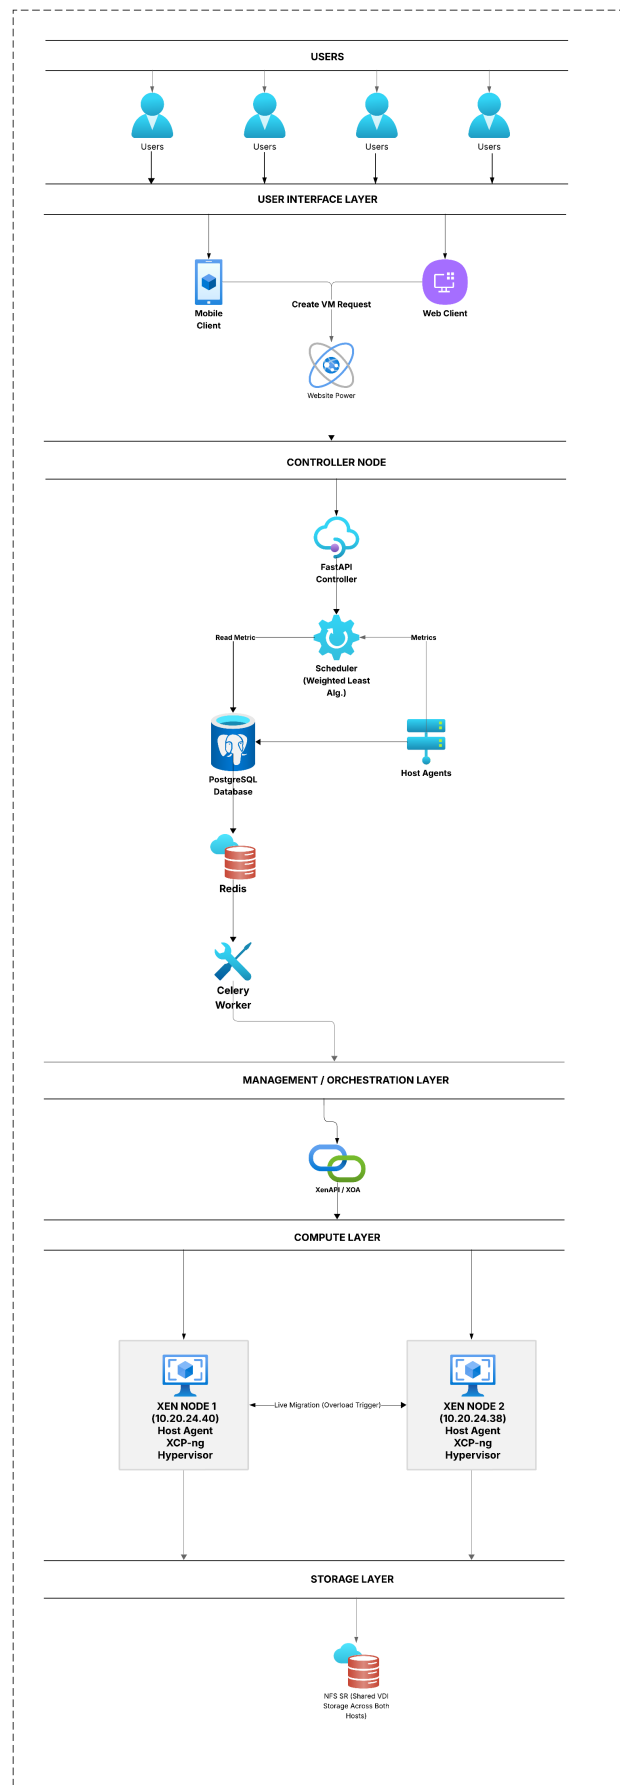 USERS
Users
Users
Users
Users
USER INTERFACE LAYER
Mobile
Client
Create VM Request
Web Client
Website Power
CONTROLLER NODE
FastAPI
Controller
Read Metric
Metrics
Scheduler
(Weighted Least
Alg.)
PostgreSQL
Database
Host Agents
Redis
Celery
Worker
MANAGEMENT / ORCHESTRATION LAYER
XenAPI / XOA
COMPUTE LAYER
XEN NODE 1
(10.20.24.40)
Host Agent
XCP-ng
Hypervisor
Live Migration (Overload Trigger)
XEN NODE 2
(10.20.24.38)
Host Agent
XCP-ng
Hypervisor
STORAGE LAYER
NFS SR (Shared VDI
Storage Across Both
Hosts)